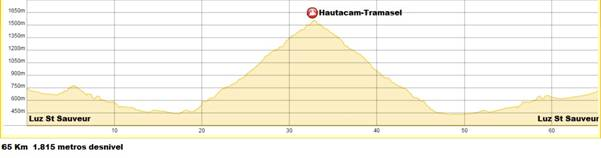 1650m
Hautacam-Tramasel
1500m
1350m
1200m
1050m
900m
750m
600m
450m
Luz St Sauveur
Luz St Sauveur
10
20
30
40
50
60
65 Km 1.815 metros desnivel